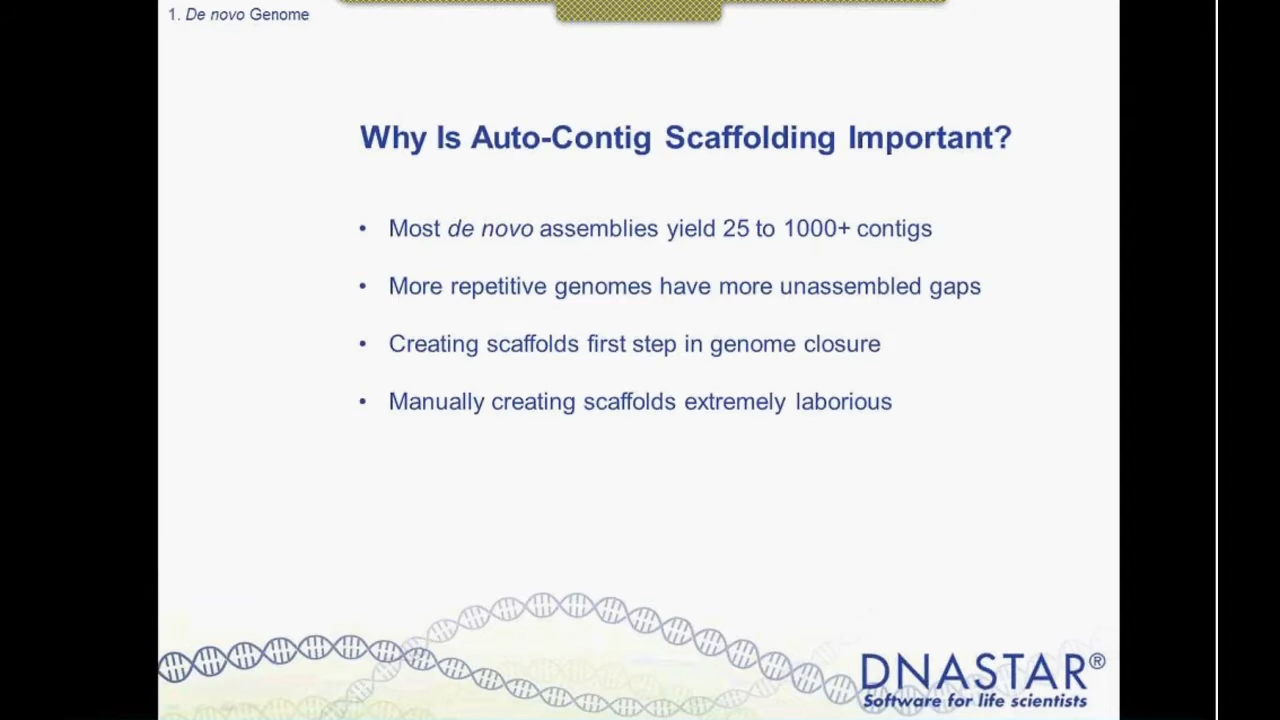 1. De novo Genome
Why Is Auto-Contig Scaffolding Important?
• Most de novo assemblies yield 25 to 1000+ contigs
• More repetitive genomes have more unassembled gaps
• Creating scaffolds first step in genome closure
• Manually creating scaffolds extremely laborious
DNASTAR®
Software for life scientists